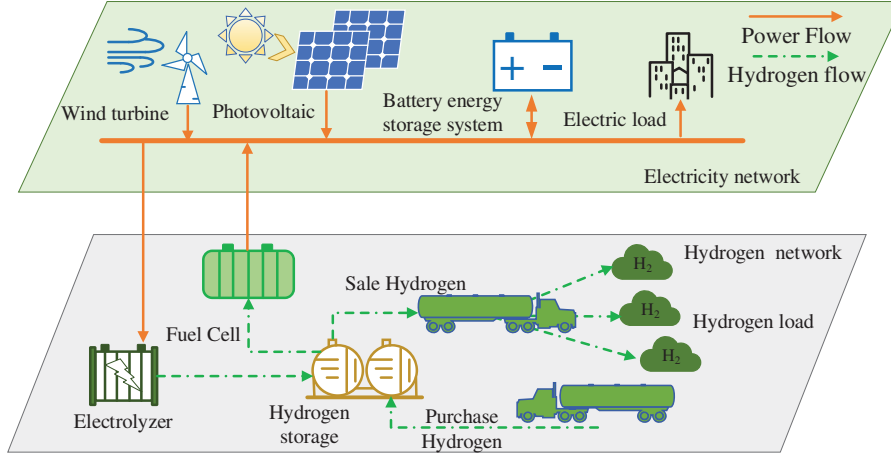 Power Flow
Hydrogen flow
Wind turbine
Photovoltaic
Battery energy
storage system
Electric load
Electricity network
Hydrogen network
Sale Hydrogen
H2
H2
Hydrogen load
H2
Fuel Cell
Electrolyzer
Hydrogen
storage
Purchase
Hydrogen